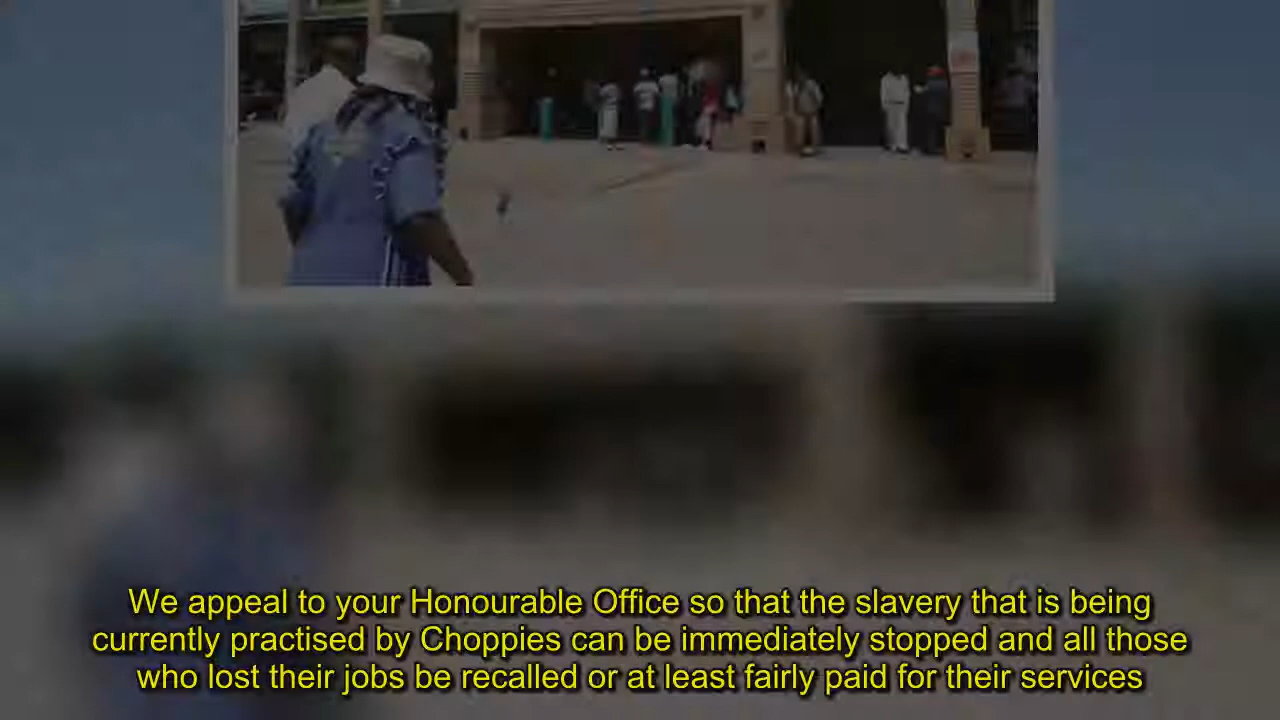 We appeal to your Honourable Office so that the slavery that is being
currently practised by Choppies can be immediately stopped and all those
who lost their jobs be recalled or at least fairly paid for their services